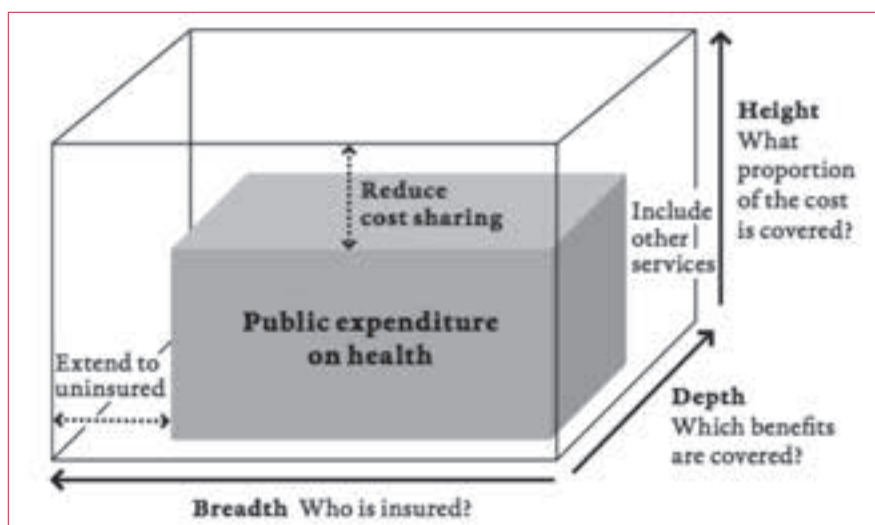 Height
What
proportion
of the cost
is covered?
Reduce
cost sharing
Include
other
services
Public expenditure
on health
Extend to
uninsured
Depth
Which benefits
are covered?
Breadth Who is insured?